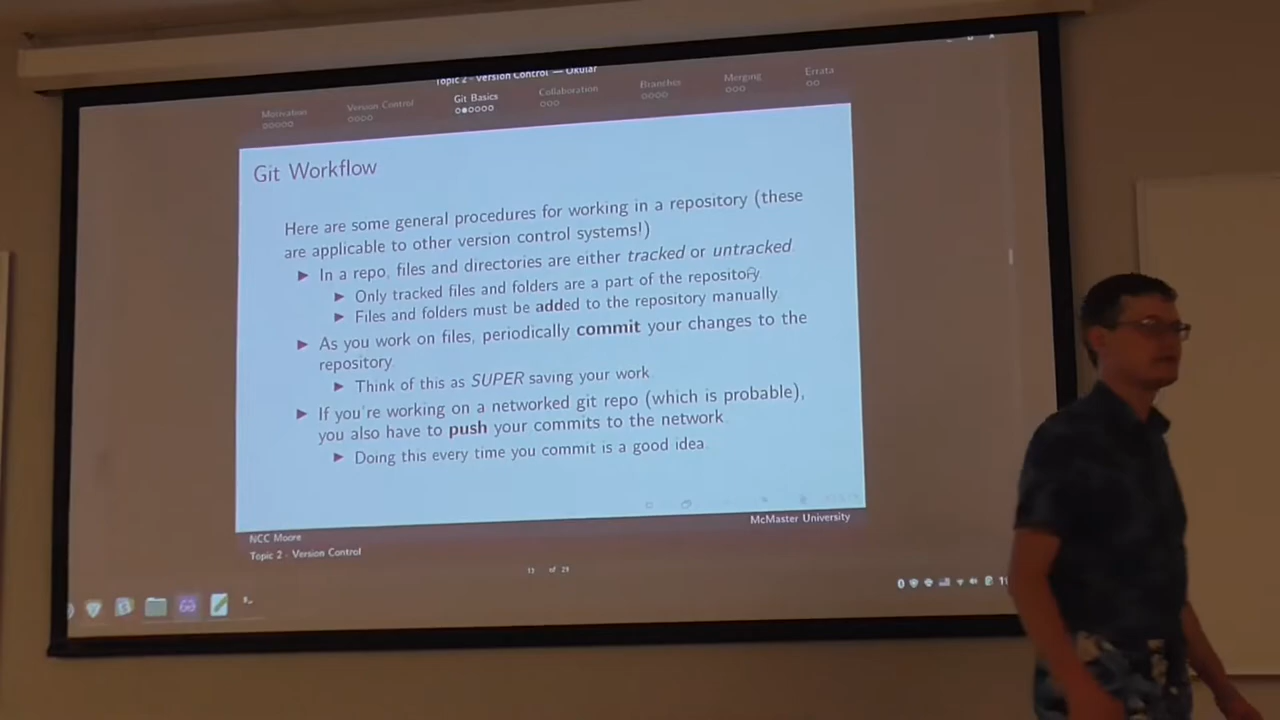 Topic 2 - Version Control — Okular
Motivation
Version Control
Git Basics
Collaboration
Branches
Merging
Errata
Git Workflow
Here are some general procedures for working in a repository (these
are applicable to other version control systems!)
► In a repo, files and directories are either tracked or untracked.
► Only tracked files and folders are a part of the repository.
► Files and folders must be added to the repository manually
► As you work on files, periodically commit your changes to the
repository.
► Think of this as SUPER saving your work.
► If you're working on a networked git repo (which is probable),
you also have to push your commits to the network.
► Doing this every time you commit is a good idea.
NCC Moore
McMaster University
Topic 2 - Version Control
of 21